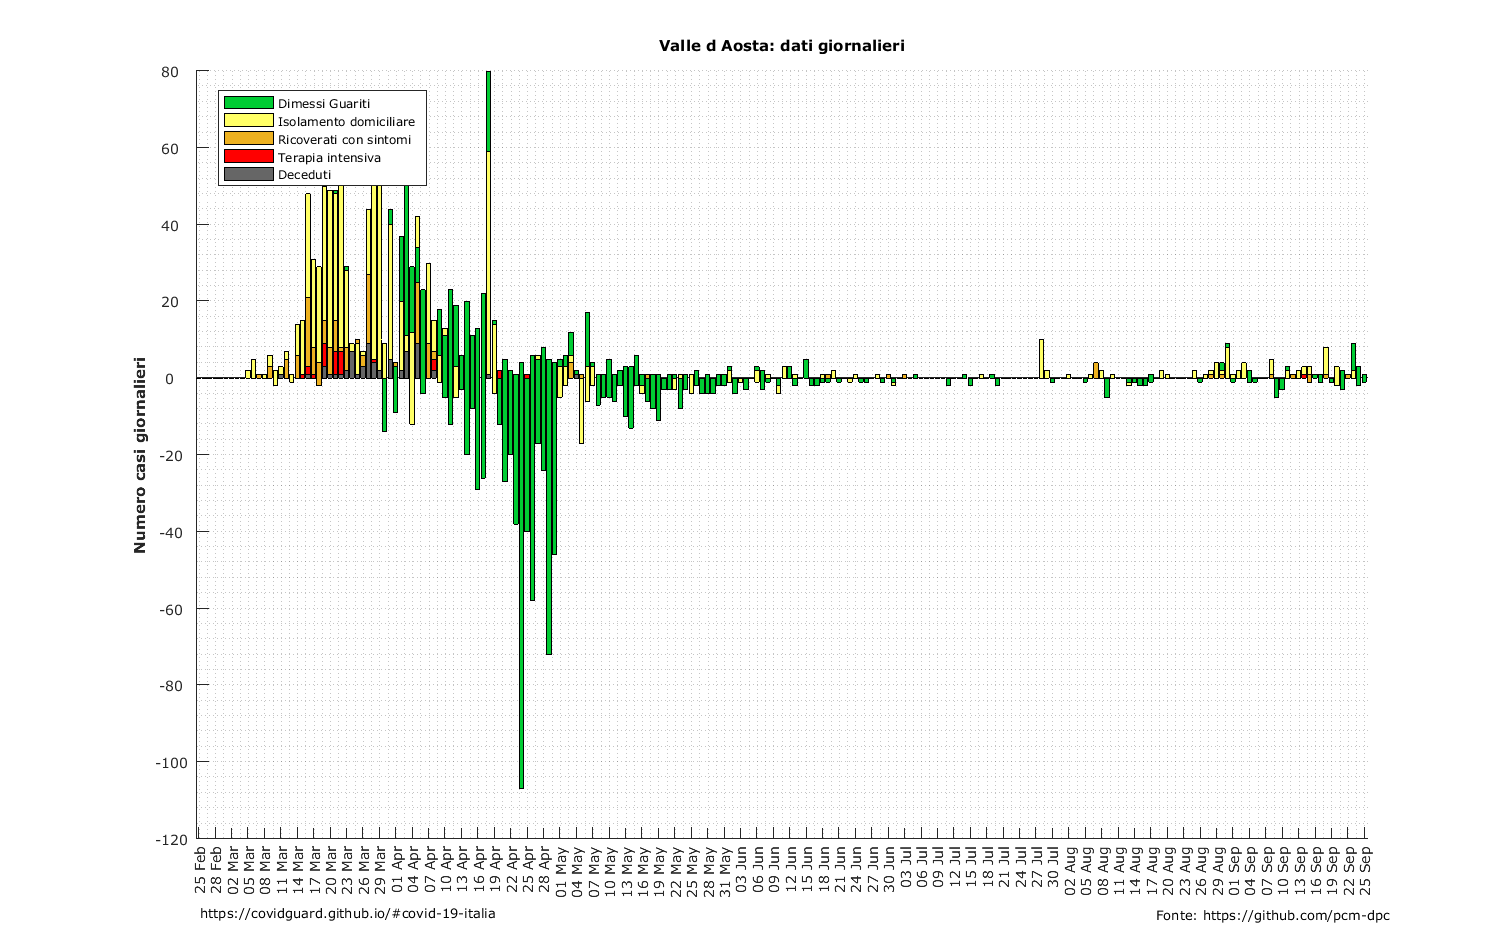 Valle d Aosta: dati giornalieri
Dimessi Guariti
Isolamento domiciliare
Ricoverati con sintomi
Terapia intensiva
Deceduti
Numero casi giornalieri
80
60
40
20
0
-20
-40
-60
-80
-100
-120
25 Feb
28 Feb
02 Mar
05 Mar
08 Mar
11 Mar
14 Mar
17 Mar
20 Mar
23 Mar
26 Mar
29 Mar
01 Apr
04 Apr
07 Apr
10 Apr
13 Apr
16 Apr
19 Apr
22 Apr
25 Apr
28 Apr
01 May
04 May
07 May
10 May
13 May
16 May
19 May
22 May
25 May
28 May
31 May
03 Jun
06 Jun
09 Jun
12 Jun
15 Jun
18 Jun
21 Jun
24 Jun
27 Jun
30 Jun
03 Jul
06 Jul
09 Jul
12 Jul
15 Jul
18 Jul
21 Jul
24 Jul
27 Jul
30 Jul
02 Aug
05 Aug
08 Aug
11 Aug
14 Aug
17 Aug
20 Aug
23 Aug
26 Aug
29 Aug
01 Sep
04 Sep
07 Sep
10 Sep
13 Sep
16 Sep
19 Sep
22 Sep
25 Sep
https://covidguard.github.io/#covid-19-italia
Fonte: https://github.com/pcm-dpc